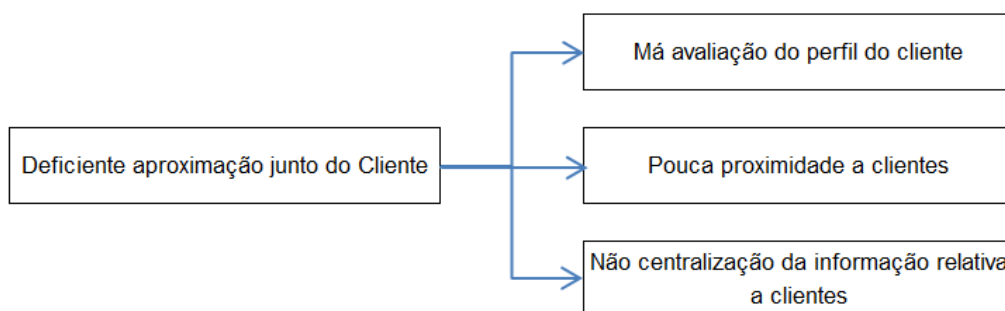 Má avaliação do perfil do cliente
Deficiente aproximação junto do Cliente
Pouca proximidade a clientes
Não centralização da informação relativa
a clientes